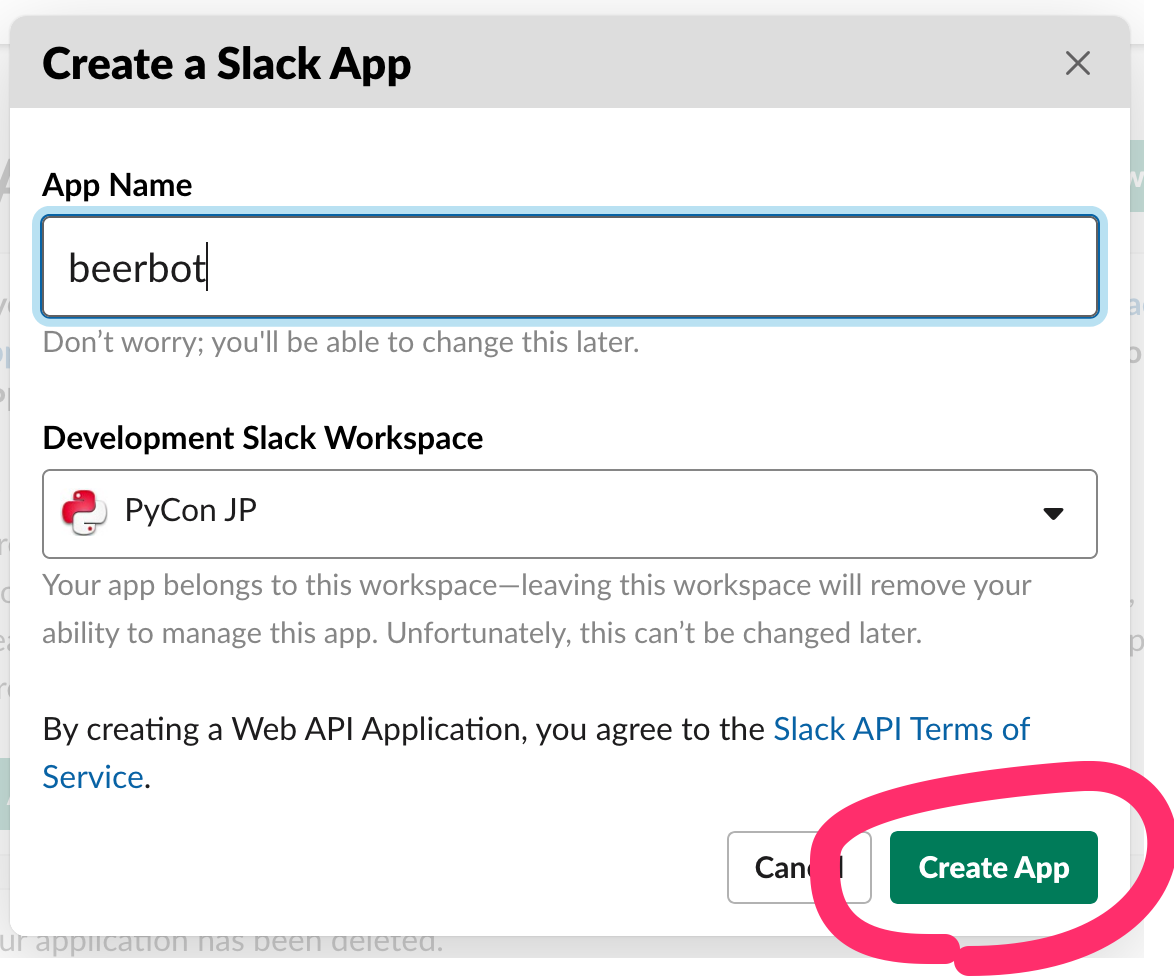 Create a Slack App
App Name
beerbot
Don't worry; you'll be able to change this later.
Development Slack Workspace
PyCon JP
Your app belongs to this workspace—leaving this workspace will remove your
ability to manage this app. Unfortunately, this can't be changed later.
By creating a Web API Application, you agree to the Slack API Terms of
Service.
Create App
application has been deleted.